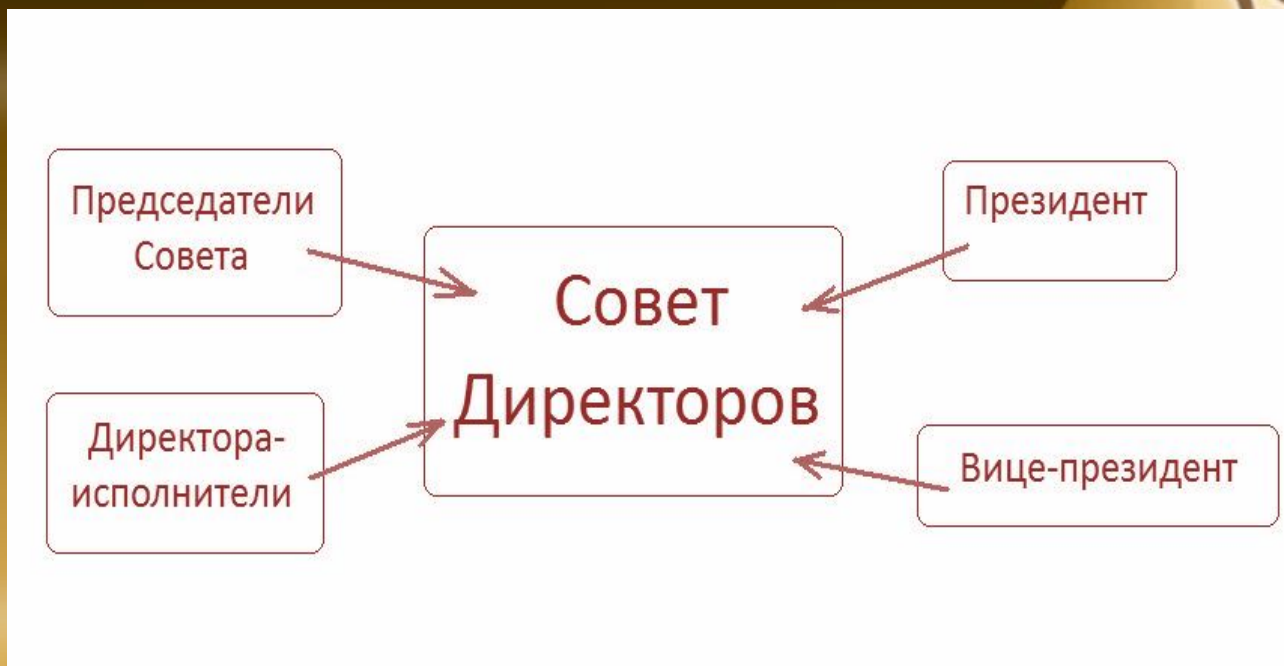 Председатели
Совета
Президент
Совет
Директоров
Директора-
исполнители
Вице-президент